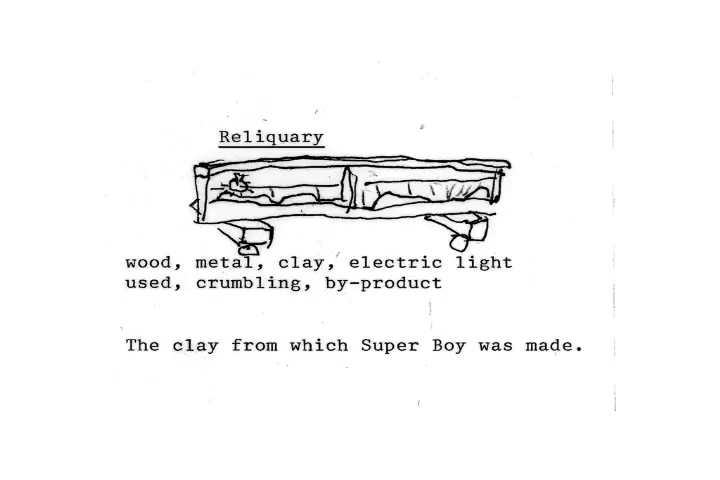 Reliquary
wood, metal, clay, electric light
used, crumbling, by-product
The clay from which Super Boy was made.